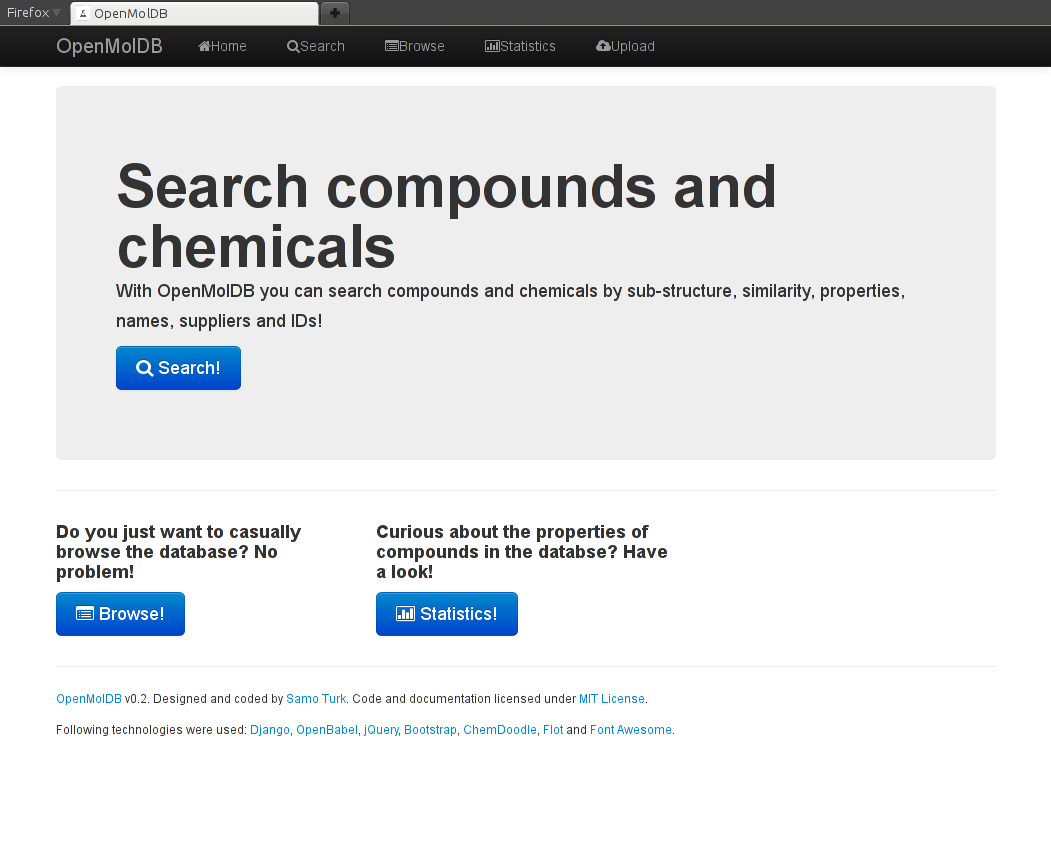 Firefox OpenMolDB
OpenMolDB Home Search Browse Statistics Upload
Search compounds and
chemicals
With OpenMolDB you can search compounds and chemicals by sub-structure, similarity, properties,
names, suppliers and IDs!
Search!
Do you just want to casually
browse the database? No
problem!
Browse!
Curious about the properties of
compounds in the databse? Have
a look!
Statistics!
OpenMolDB v0.2. Designed and coded by Samo Turk. Code and documentation licensed under MIT License.
Following technologies were used: Django, OpenBabel, jQuery, Bootstrap, ChemDoodle, Flot and Font Awesome.